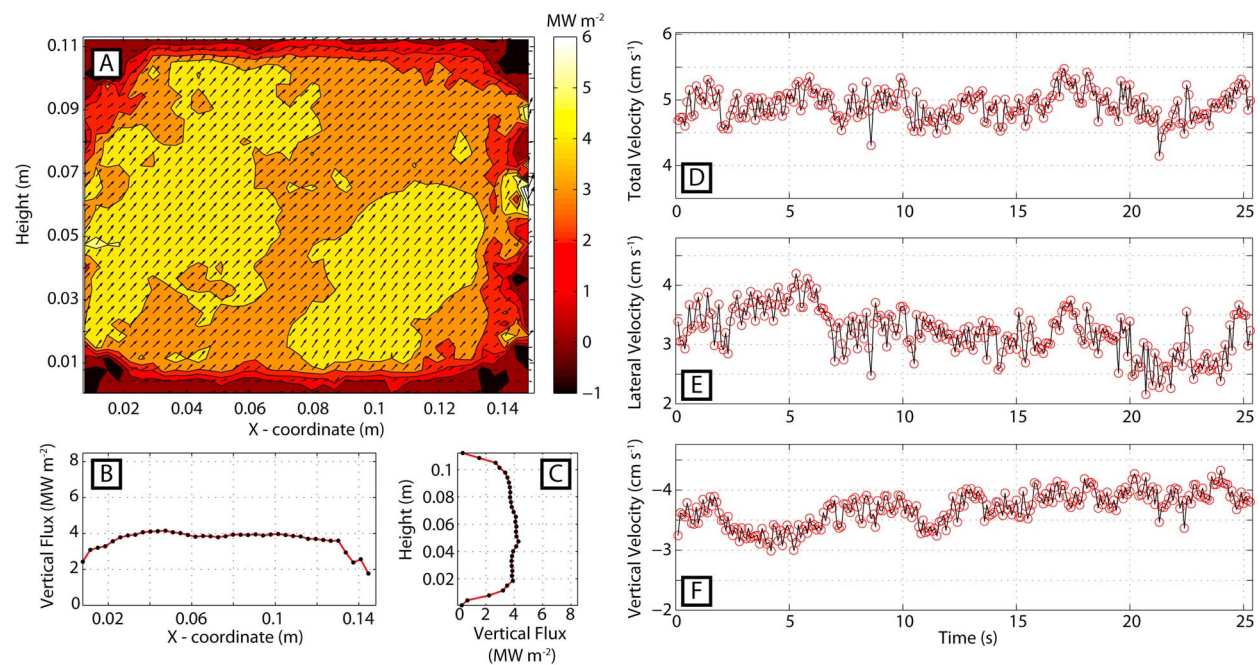 MW m⁻²
A
0.11
0.09
0.07
0.05
0.03
0.01
Height (m)
0.02 0.04 0.06 0.08 0.1 0.12 0.14
X - coordinate (m)
6
5
4
3
2
1
0
−1
B
8
6
4
2
0
Vertical Flux (MW m⁻²)
0.02 0.06 0.1 0.14
X - coordinate (m)
C
0.1
0.08
0.06
0.04
0.02
Height (m)
0 2 4 6 8
Vertical Flux
(MW m⁻²)
D
6
5
4
Total Velocity (cm s⁻¹)
0 5 10 15 20 25
E
4
3
2
Lateral Velocity (cm s⁻¹)
0 5 10 15 20 25
F
−4
−3
−2
Vertical Velocity (cm s⁻¹)
0 5 10 15 20 25
Time (s)